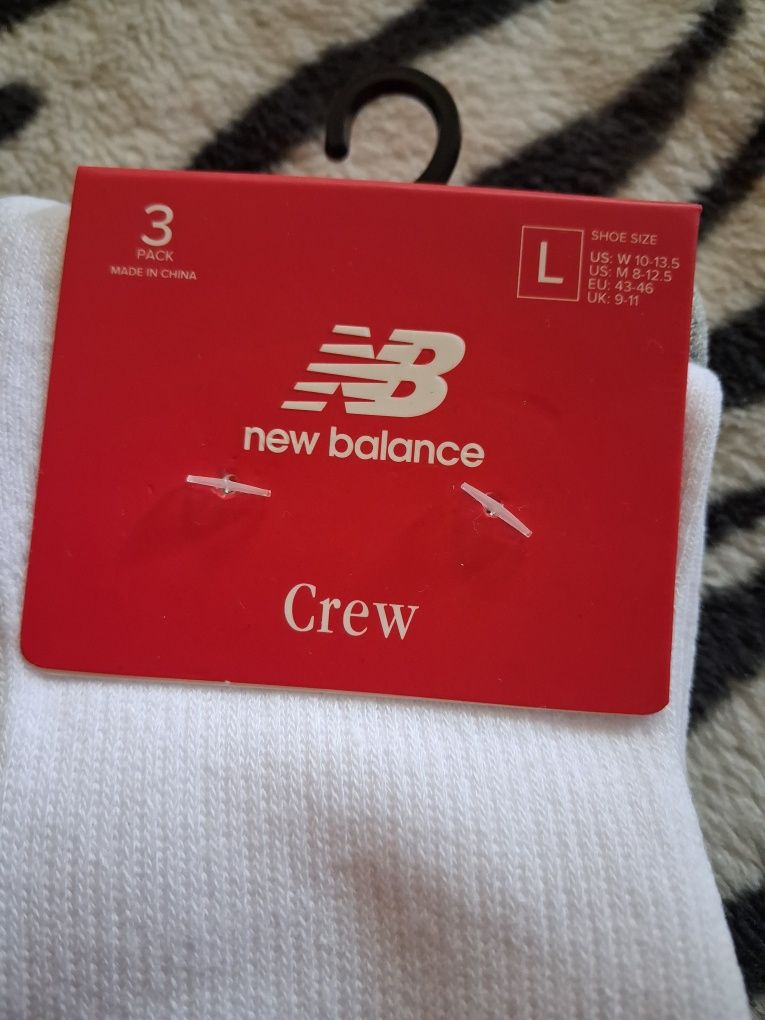 3
PACK
MADE IN CHINA
L
SHOE SIZE
US: W 10-13.5
US: M 8-12.5
EU: 43-46
UK: 9-11
NB
new balance
Crew